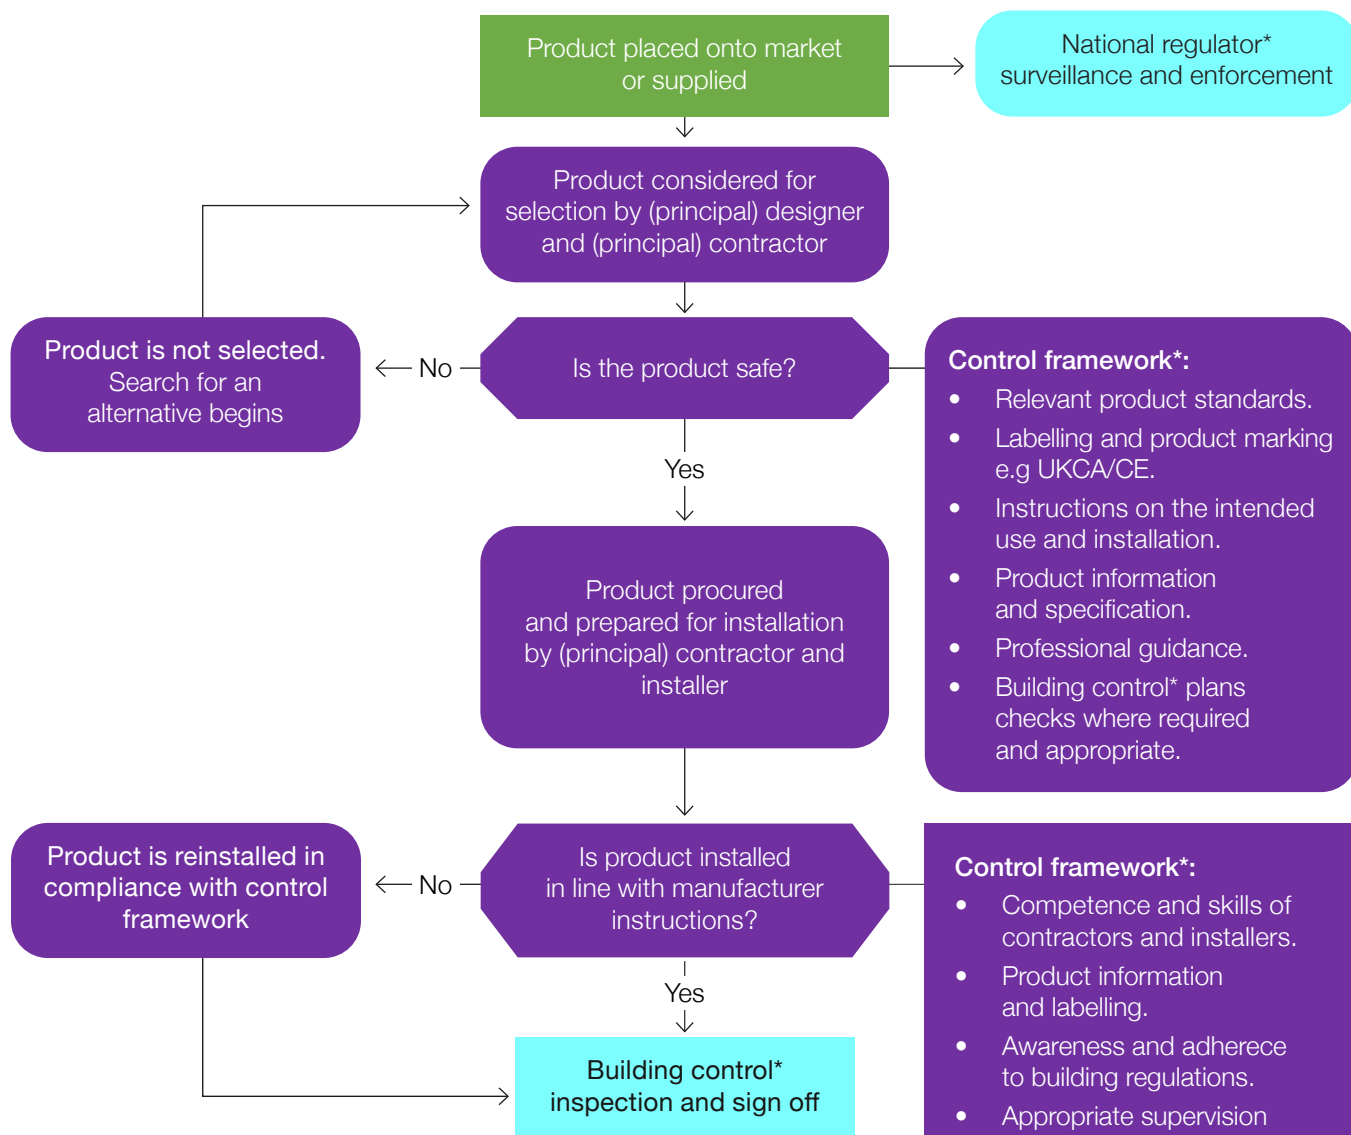 Product placed onto market
or supplied
National regulator*
surveillance and enforcement
Product considered for
selection by (principal) designer
and (principal) contractor
Product is not selected.
Search for an
alternative begins
No
Is the product safe?
Yes
Control framework*:
• Relevant product standards.
• Labelling and product marking
e.g UKCA/CE.
• Instructions on the intended
use and installation.
• Product information
and specification.
• Professional guidance.
• Building control* plans
checks where required
and appropriate.
Product procured
and prepared for installation
by (principal) contractor and
installer
Product is reinstalled in
compliance with control
framework
No
Is product installed
in line with manufacturer
instructions?
Yes
Control framework*:
• Competence and skills of
contractors and installers.
• Product information
and labelling.
• Awareness and adherece
to building regulations.
• Appropriate supervision
Building control*
inspection and sign off